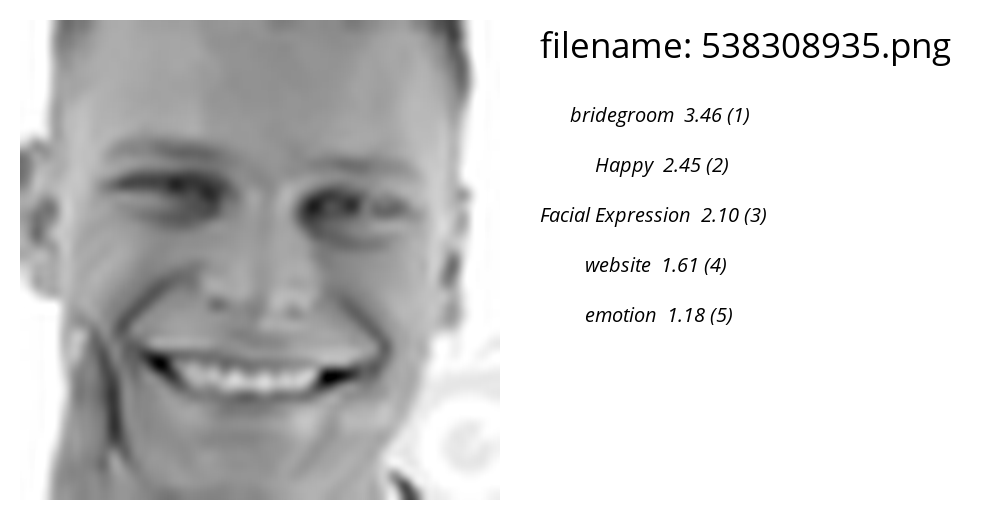 filename: 538308935.png
bridegroom 3.46 (1)
Happy 2.45 (2)
Facial Expression 2.10 (3)
website 1.61 (4)
emotion 1.18 (5)